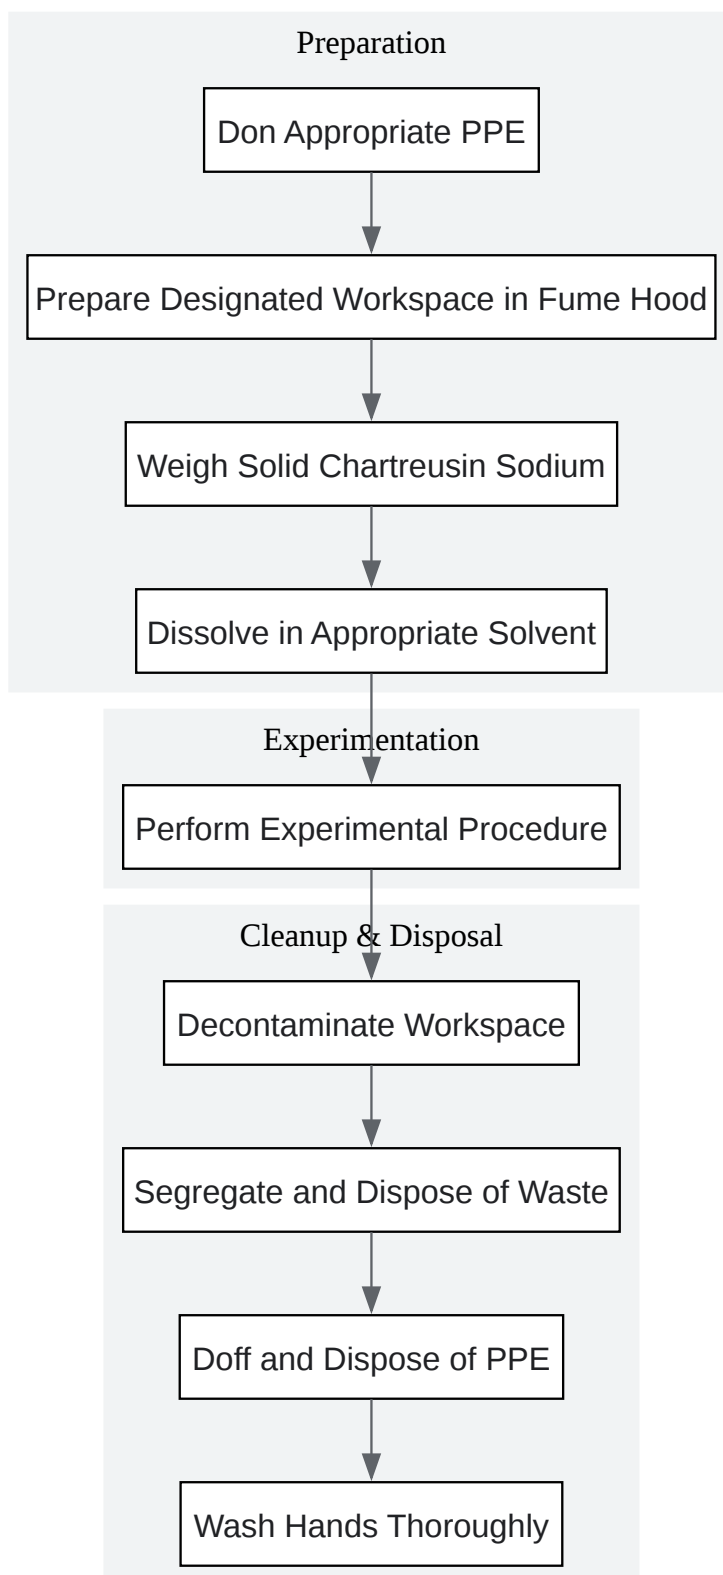 Preparation
Don Appropriate PPE
Prepare Designated Workspace in Fume Hood
Weigh Solid Chartreusin Sodium
Dissolve in Appropriate Solvent
Experimentation
Perform Experimental Procedure
Cleanup & Disposal
Decontaminate Workspace
Segregate and Dispose of Waste
Doff and Dispose of PPE
Wash Hands Thoroughly